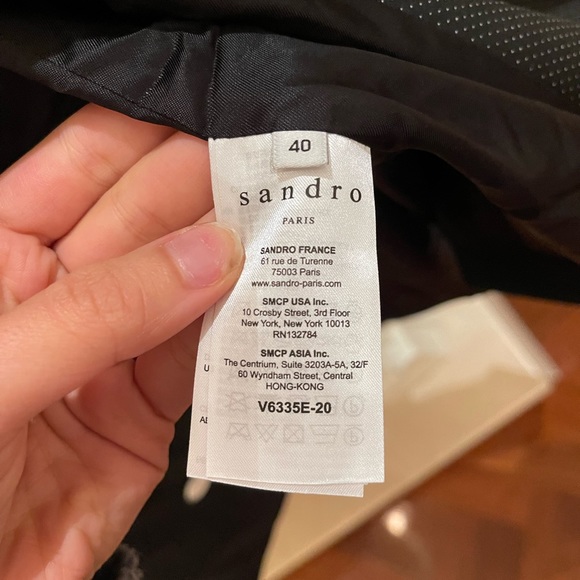 40
sandro
PARIS
SANDRO FRANCE
61 rue de Turenne
75003 Paris
www.sandro-paris.com
SMCP USA Inc.
10 Crosby Street, 3rd Floor
New York, New York 10013
RN132784
SMCP ASIA Inc.
The Centrium, Suite 3203A-5A, 32/F
60 Wyndham Street, Central
HONG-KONG
V6335E-20